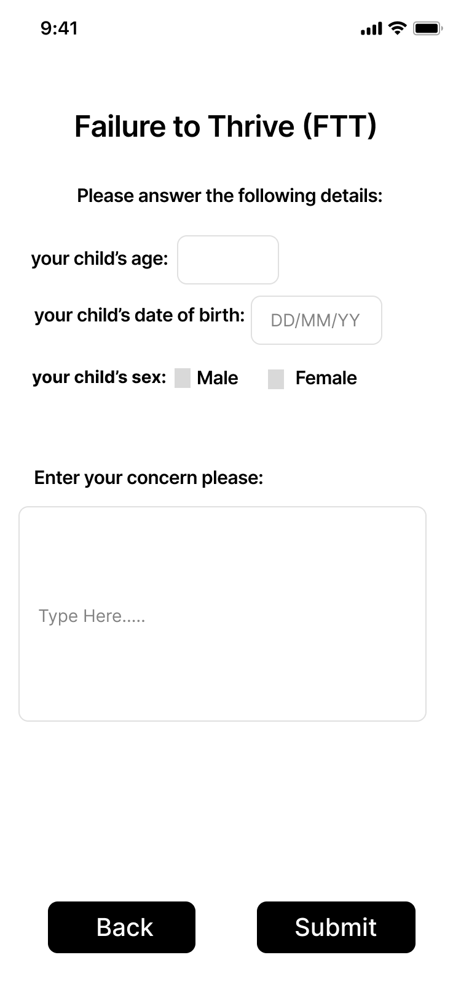 9:41
Failure to Thrive (FTT)
Please answer the following details:
your child’s age:
your child’s date of birth: DD/MM/YY
your child’s sex: Male Female
Enter your concern please:
Type Here.....
Back Submit